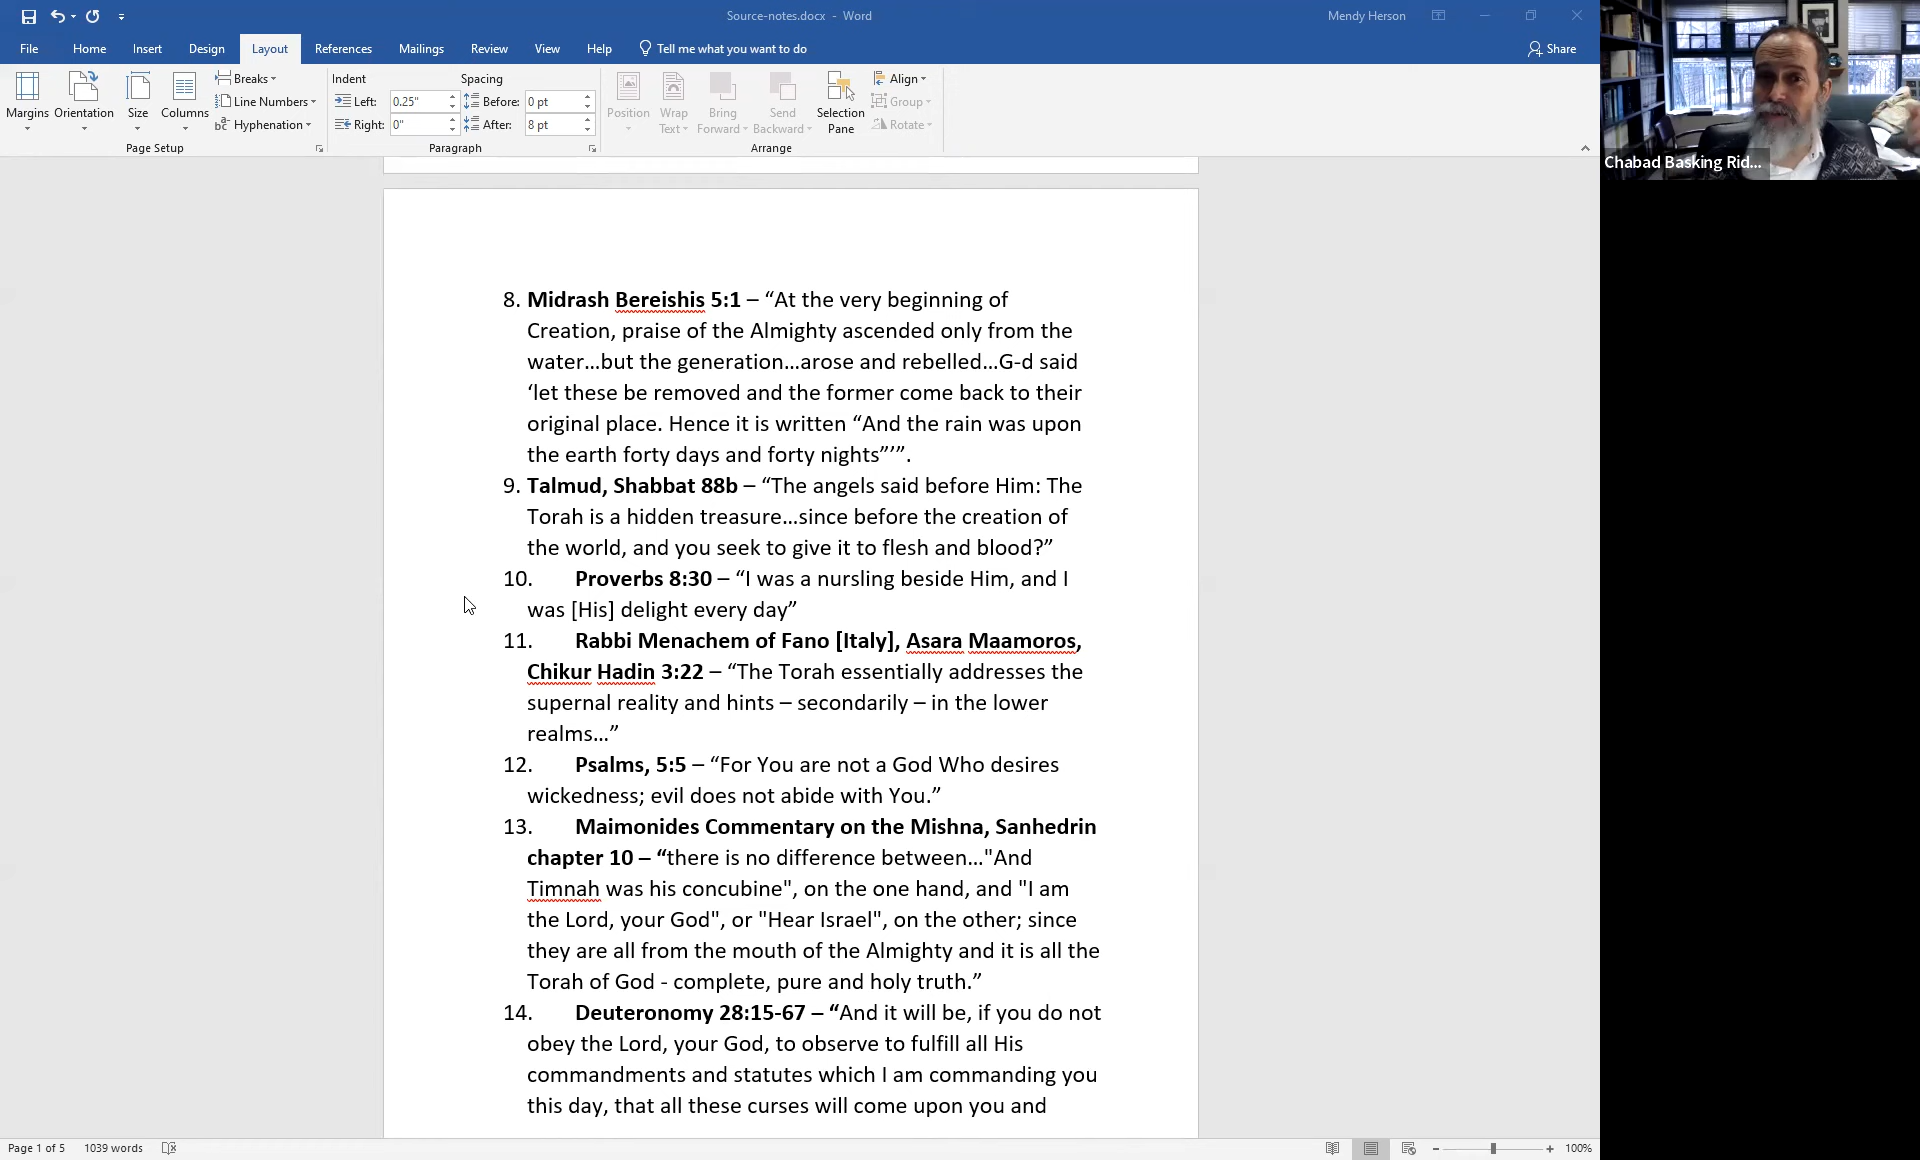 Source-notes.docx - Word
Mendy Herson
File Home Insert Design Layout References Mailings Review View Help Tell me what you want to do Share
Margins
Orientation
Size
Columns
Breaks
Line Numbers
Hyphenation
Page Setup
Indent
Left: 0.25"
Right: 0"
Spacing
Before: 0 pt
After: 8 pt
Paragraph
Position
Wrap
Text
Bring
Forward
Send
Backward
Selection
Pane
Align
Group
Rotate
Arrange
Chabad Basking Rid...
8. Midrash Bereishis 5:1 – “At the very beginning of
Creation, praise of the Almighty ascended only from the
water…but the generation…arose and rebelled…G-d said
‘let these be removed and the former come back to their
original place. Hence it is written “And the rain was upon
the earth forty days and forty nights”’”.
9. Talmud, Shabbat 88b – “The angels said before Him: The
Torah is a hidden treasure…since before the creation of
the world, and you seek to give it to flesh and blood?”
10. Proverbs 8:30 – “I was a nursling beside Him, and I
was [His] delight every day”
11. Rabbi Menachem of Fano [Italy], Asara Maamoros,
Chikur Hadin 3:22 – “The Torah essentially addresses the
supernal reality and hints – secondarily – in the lower
realms…”
12. Psalms, 5:5 – “For You are not a God Who desires
wickedness; evil does not abide with You.”
13. Maimonides Commentary on the Mishna, Sanhedrin
chapter 10 – “there is no difference between…"And
Timnah was his concubine", on the one hand, and "I am
the Lord, your God", or "Hear Israel", on the other; since
they are all from the mouth of the Almighty and it is all the
Torah of God - complete, pure and holy truth.”
14. Deuteronomy 28:15-67 – “And it will be, if you do not
obey the Lord, your God, to observe to fulfill all His
commandments and statutes which I am commanding you
this day, that all these curses will come upon you and
Page 1 of 5 1039 words 100%